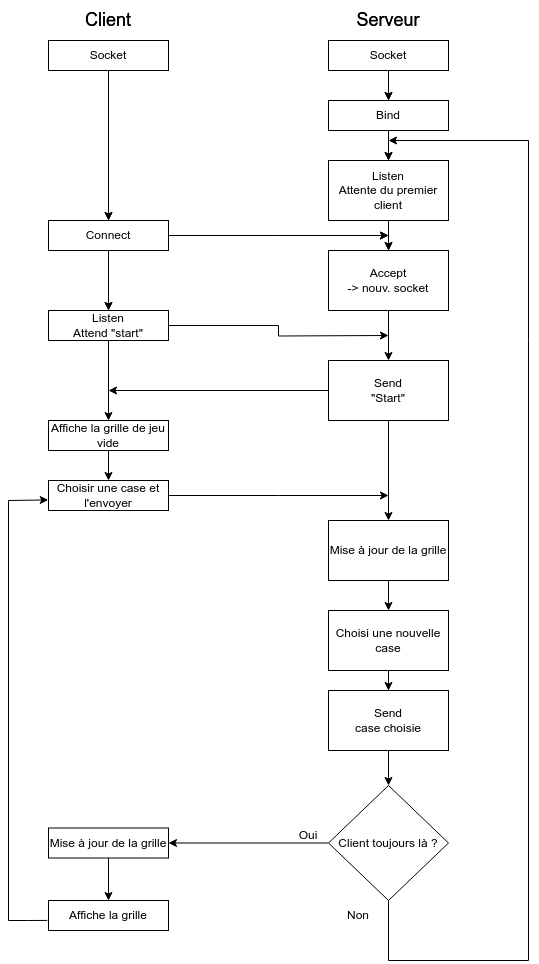 Client
Serveur
Socket
Socket
Bind
Listen
Attente du premier
client
Connect
Accept
-> nouv. socket
Listen
Attend "start"
Send
"Start"
Affiche la grille de jeu
vide
Choisir une case et
l'envoyer
Mise à jour de la grille
Choisi une nouvelle
case
Send
case choisie
Oui
Client toujours là ?
Mise à jour de la grille
Affiche la grille
Non